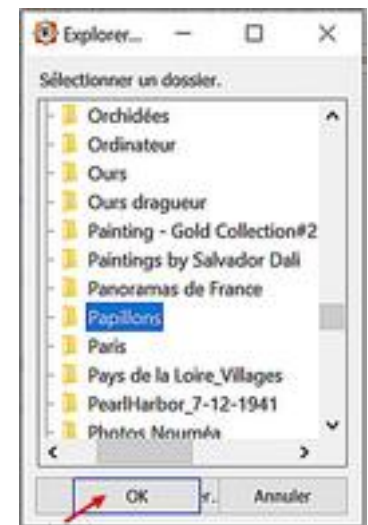 Explorer...
Sélectionner un dossier.
Orchidées
Ordinateur
Ours
Ours dragueur
Painting - Gold Collection#2
Paintings by Salvador Dali
Panoramas de France
Papillons
Paris
Pays de la Loire_Villages
PearlHarbor_7-12-1941
Photos Nouméa
OK
r..
Annuler